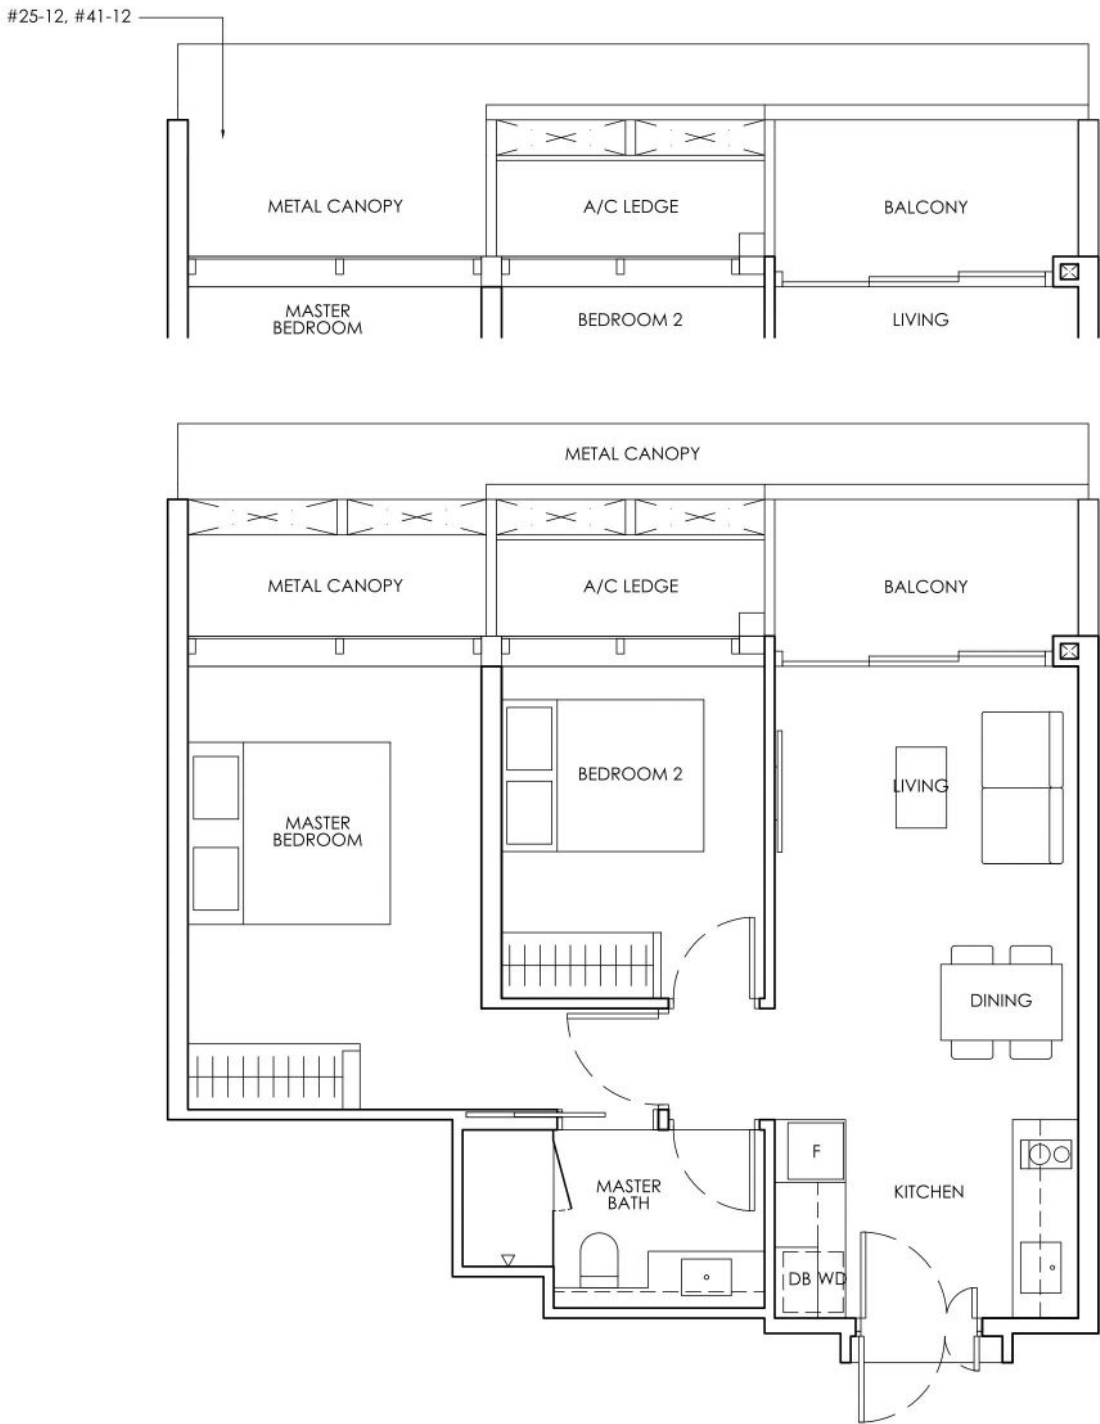 #25-12, #41-12
METAL CANOPY
A/C LEDGE
BALCONY
MASTER
BEDROOM
BEDROOM 2
LIVING
METAL CANOPY
METAL CANOPY
A/C LEDGE
BALCONY
MASTER
BEDROOM
BEDROOM 2
LIVING
DINING
F
KITCHEN
MASTER
BATH
DB WD